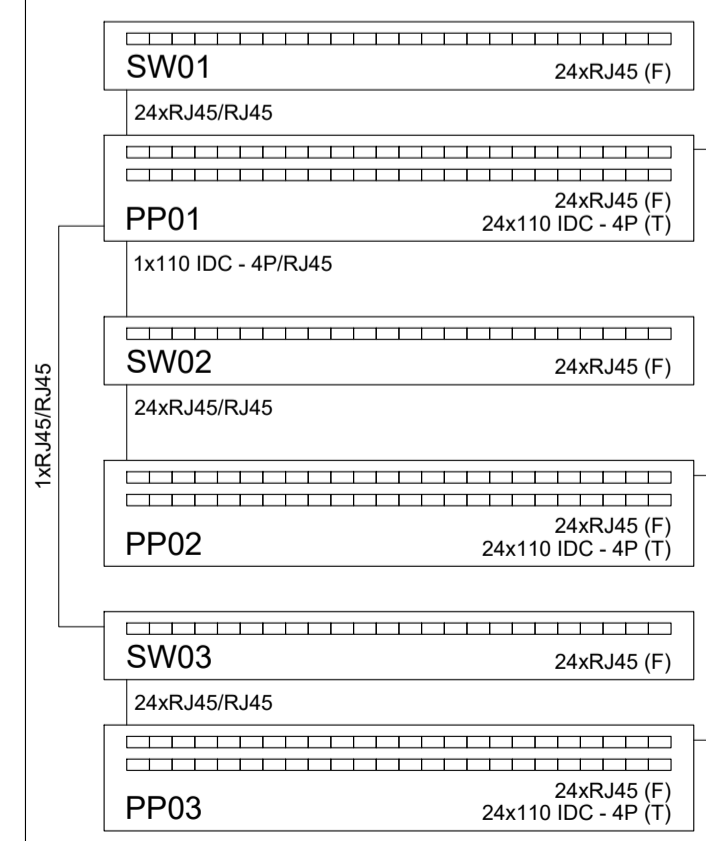 SW01
24xRJ45 (F)
24xRJ45/RJ45
24xRJ45 (F)
PP01
24x110 IDC - 4P (T)
1x110 IDC - 4P/RJ45
SW02
24xRJ45 (F)
1xRJ45/RJ45
24xRJ45/RJ45
24xRJ45 (F)
PP02
24x110 IDC - 4P (T)
SW03
24xRJ45 (F)
24xRJ45/RJ45
24xRJ45 (F)
PP03
24x110 IDC - 4P (T)